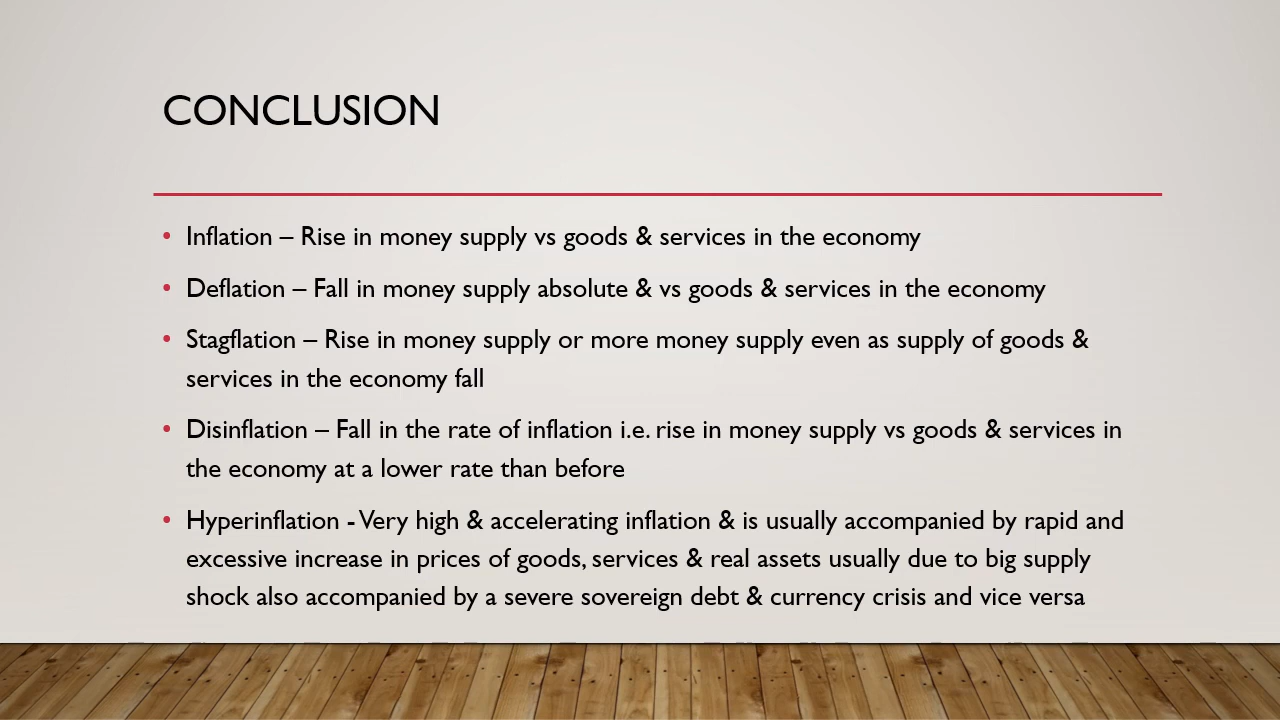 CONCLUSION
• Inflation – Rise in money supply vs goods & services in the economy
• Deflation – Fall in money supply absolute & vs goods & services in the economy
• Stagflation – Rise in money supply or more money supply even as supply of goods &
services in the economy fall
• Disinflation – Fall in the rate of inflation i.e. rise in money supply vs goods & services in
the economy at a lower rate than before
• Hyperinflation - Very high & accelerating inflation & is usually accompanied by rapid and
excessive increase in prices of goods, services & real assets usually due to big supply
shock also accompanied by a severe sovereign debt & currency crisis and vice versa